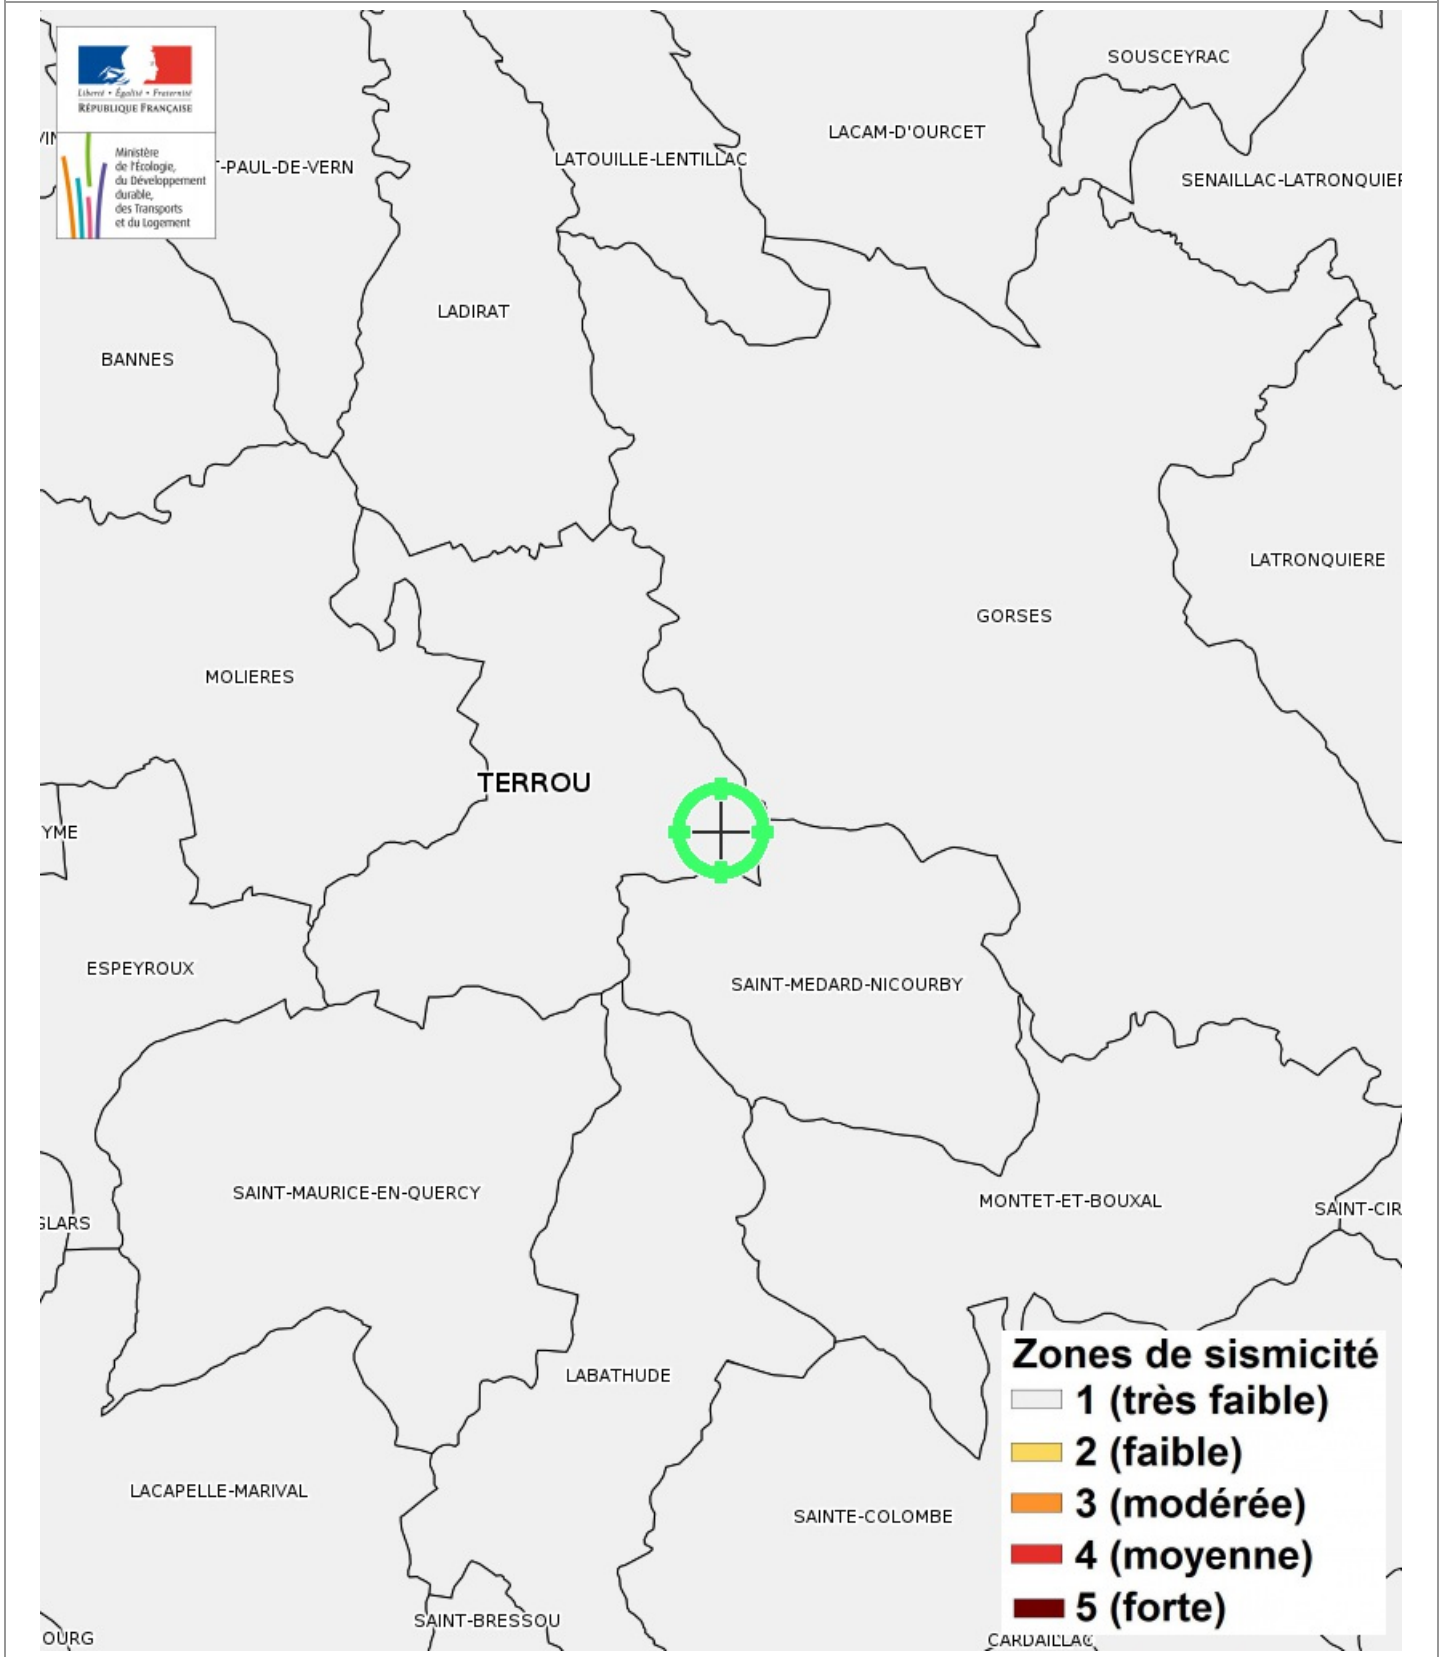 Liberté • Égalité • Fraternité
RÉPUBLIQUE FRANÇAISE
Ministère
de l'Écologie,
du Développement
durable,
des Transports
et du Logement
SOUSCEYRAC
LACAM-D'OURCET
LATOUILLE-LENTILLAC
T-PAUL-DE-VERN
SENAILLAC-LATRONQUIER
LADIRAT
BANNES
LATRONQUIERE
GORSES
MOLIERES
TERROU
YME
ESPEYROUX
SAINT-MEDARD-NICOURBY
SAINT-MAURICE-EN-QUERCY
MONTET-ET-BOUXAL
SAINT-CIR
GLARS
LABATHUDE
LACAPELLE-MARIVAL
SAINTE-COLOMBE
SAINT-BRESSOU
OURG
CARDAILLAC
Zones de sismicité
1 (très faible)
2 (faible)
3 (modérée)
4 (moyenne)
5 (forte)